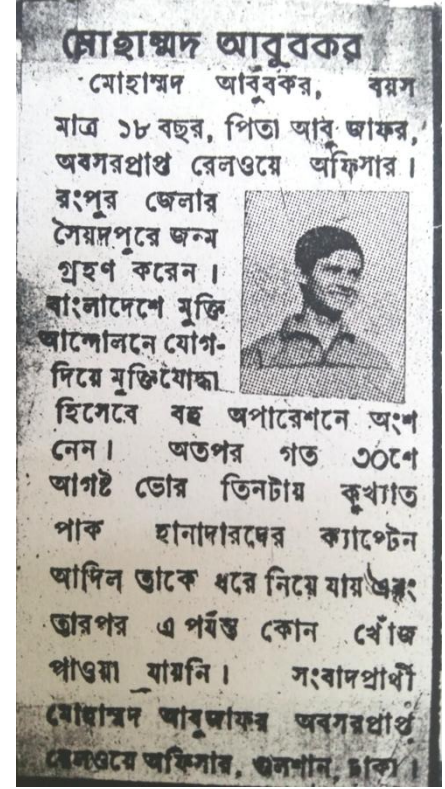 মোহাম্মদ আবুবকর
মোহাম্মদ আবুবকর, বয়স
মাত্র ১৮ বছর, পিতা আবু জাফর,
অবসরপ্রাপ্ত রেলওয়ে অফিসার।
রংপুর জেলার
সৈয়দপুরে জন্ম
গ্রহণ করেন।
বাংলাদেশে মুক্তি
আন্দোলনে যোগ-
দিয়ে মুক্তিযোদ্ধা
হিসেবে বহু অপারেশনে অংশ
নেন। অতপর গত ৩০শে
আগষ্ট ভোর তিনটায় কুখ্যাত
পাক হানাদারদের ক্যাপ্টেন
আদিল তাকে ধরে নিয়ে যায় এবং
তারপর এ পর্যন্ত কোন খোঁজ
পাওয়া যায়নি। সংবাদপ্রার্থী
মোহাম্মদ আবুজাফর অবসরপ্রাপ্ত
রেলওয়ে অফিসার, গুলশান, ঢাকা।